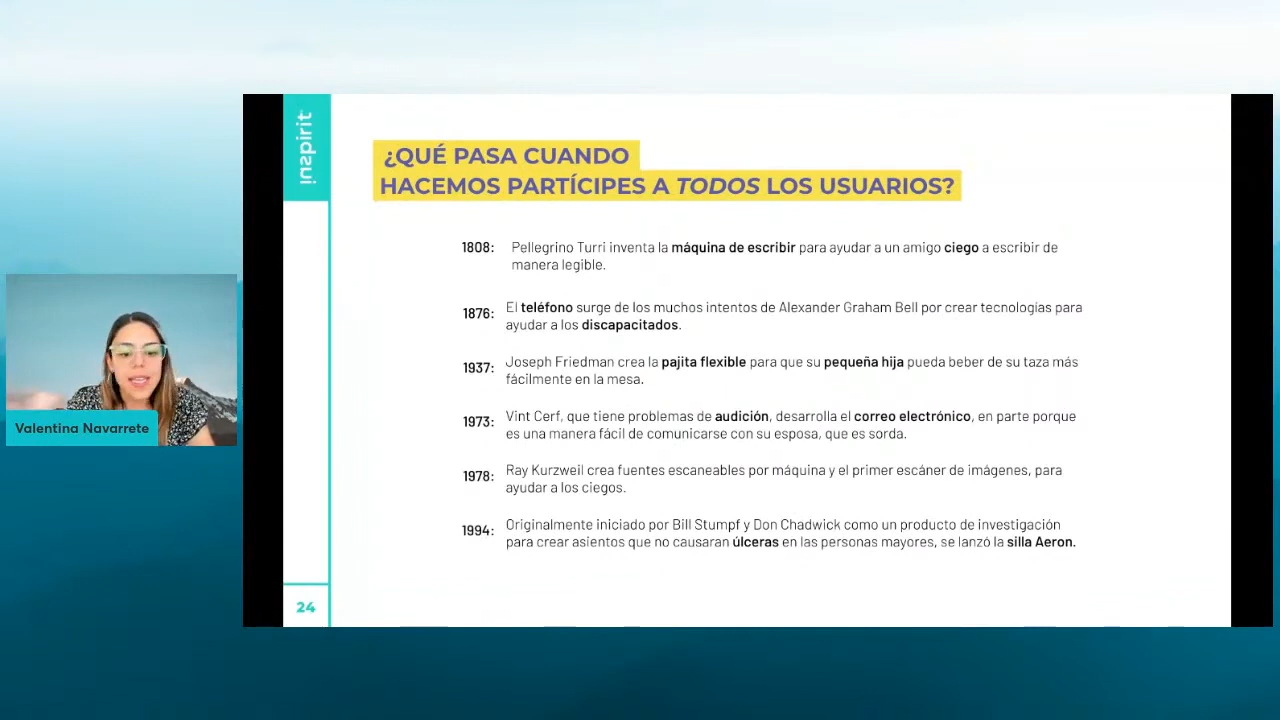 inspirit
¿QUÉ PASA CUANDO
HACEMOS PARTÍCIPES A TODOS LOS USUARIOS?
1808: Pellegrino Turri inventa la máquina de escribir para ayudar a un amigo ciego a escribir de
manera legible.
1876: El teléfono surge de los muchos intentos de Alexander Graham Bell por crear tecnologías para
ayudar a los discapacitados.
1937: Joseph Friedman crea la pajita flexible para que su pequeña hija pueda beber de su taza más
fácilmente en la mesa.
1973: Vint Cerf, que tiene problemas de audición, desarrolla el correo electrónico, en parte porque
es una manera fácil de comunicarse con su esposa, que es sorda.
1978: Ray Kurzweil crea fuentes escaneables por máquina y el primer escáner de imágenes, para
ayudar a los ciegos.
1994: Originalmente iniciado por Bill Stumpf y Don Chadwick como un producto de investigación
para crear asientos que no causaran úlceras en las personas mayores, se lanzó la silla Aeron.
24
Valentina Navarrete